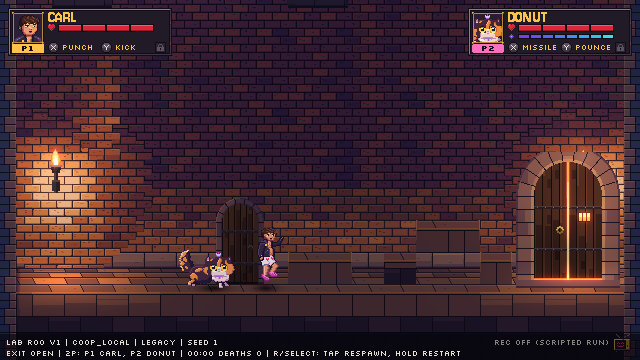 CARL
P1
X PUNCH Y KICK
DONUT
P2
X MISSILE Y POUNCE
LAB ROO V1 | COOP_LOCAL | LEGACY | SEED 1
REC OFF (SCRIPTED RUN)
EXIT OPEN | 2P: P1 CARL, P2 DONUT | 00:00 DEATHS 0 | R/SELECT: TAP RESPAWN, HOLD RESTART